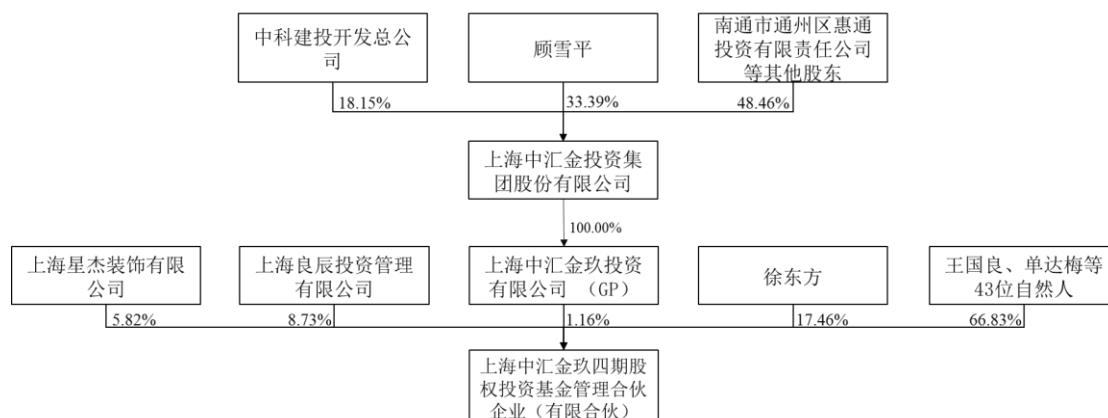 中科建投开发总公
司
顾雪平
南通市通州区惠通
投资有限责任公司
等其他股东
18.15%
33.39%
48.46%
上海中汇金投资集
团股份有限公司
100.00%
上海星杰装饰有限
公司
上海良辰投资管理
有限公司
上海中汇金玖投资
有限公司 (GP)
徐东方
王国良、单达梅等
43位自然人
5.82%
8.73%
1.16%
17.46%
66.83%
上海中汇金玖四期股
权投资基金管理合伙
企业（有限合伙）